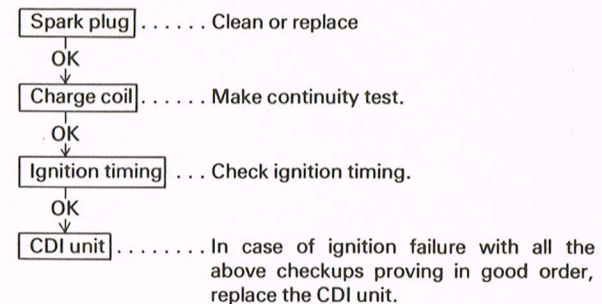 Spark plug ...... Clean or replace
OK
Charge coil ...... Make continuity test.
OK
Ignition timing ... Check ignition timing.
OK
CDI unit ........ In case of ignition failure with all the
above checkups proving in good order,
replace the CDI unit.